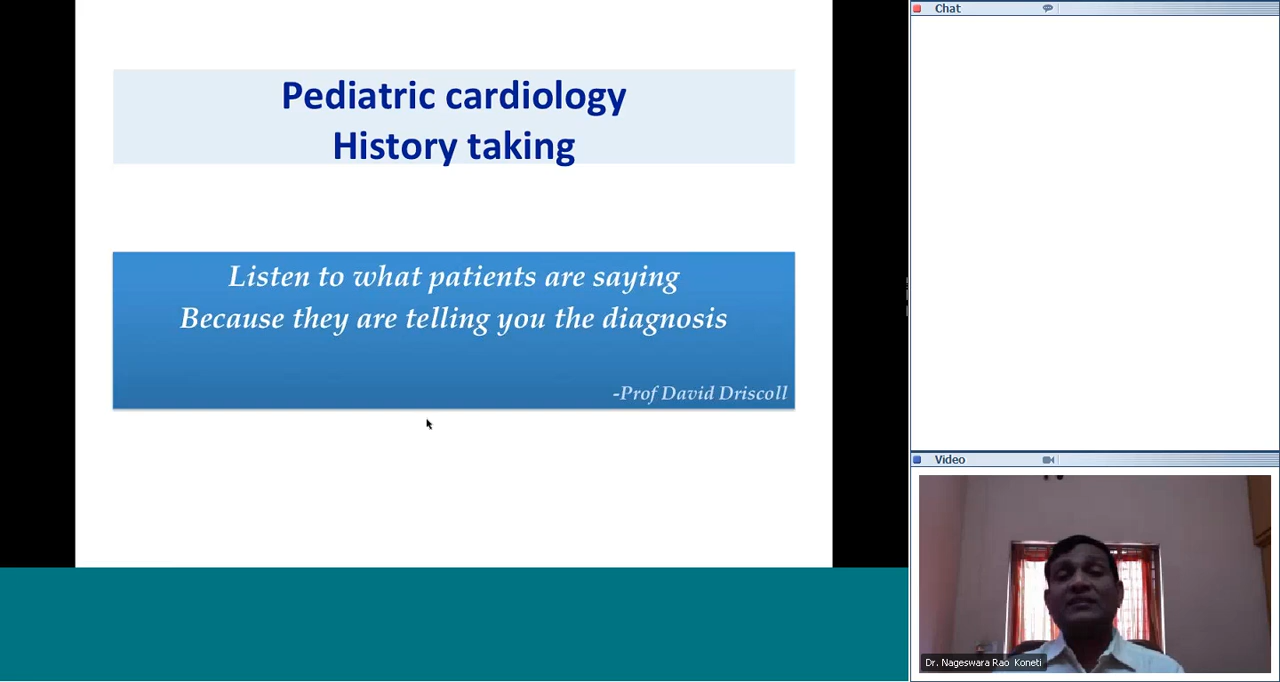 Pediatric cardiology
History taking
Listen to what patients are saying
Because they are telling you the diagnosis
-Prof David Driscoll
Chat
Video
Dr. Nageswara Rao Koneti